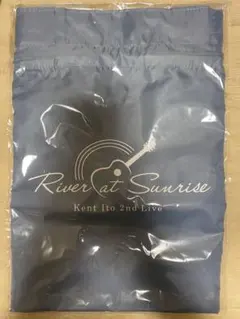 River at Sunrise
Kent Ito 2nd Live